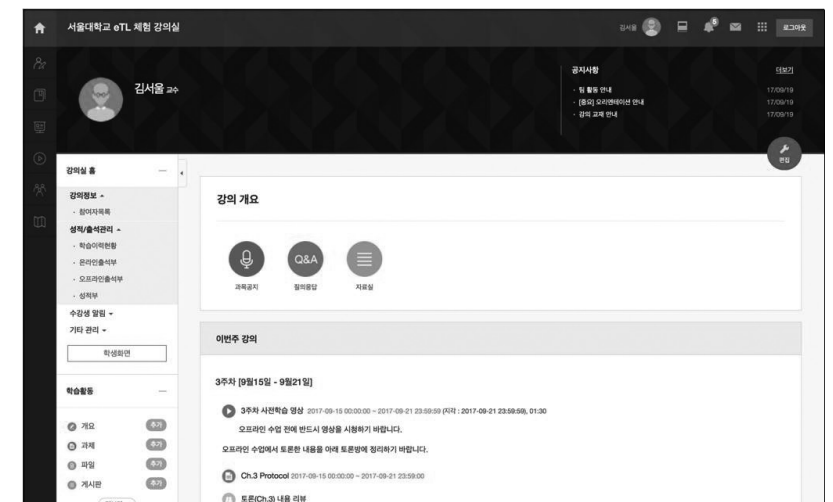 서울대학교 eTL 체험 강의실
김서울
6
로그아웃
김서울 교수
공지사항
더보기
· 팀 활동 안내
17/09/19
· [중요] 오리엔테이션 안내
17/09/19
· 강의 교재 안내
17/09/19
편집
강의실 홈
강의정보
· 참여자목록
성적/출석관리
· 학습이력현황
· 온라인출석부
· 오프라인출석부
· 성적부
수강생 알림
기타 관리
학생화면
학습활동
개요 추가
과제 추가
파일 추가
게시판 추가
강의 개요
Q&A
과목공지
질의응답
자료실
이번주 강의
3주차 [9월15일 - 9월21일]
3주차 사전학습 영상 2017-09-15 00:00:00 ~ 2017-09-21 23:59:59 (지각 : 2017-09-21 23:59:59), 01:30
오프라인 수업 전에 반드시 영상을 시청하기 바랍니다.
오프라인 수업에서 토론한 내용을 아래 토론방에 정리하기 바랍니다.
Ch.3 Protocol 2017-09-15 00:00:00 ~ 2017-09-21 23:59:00
토론(Ch.3) 내용 리뷰